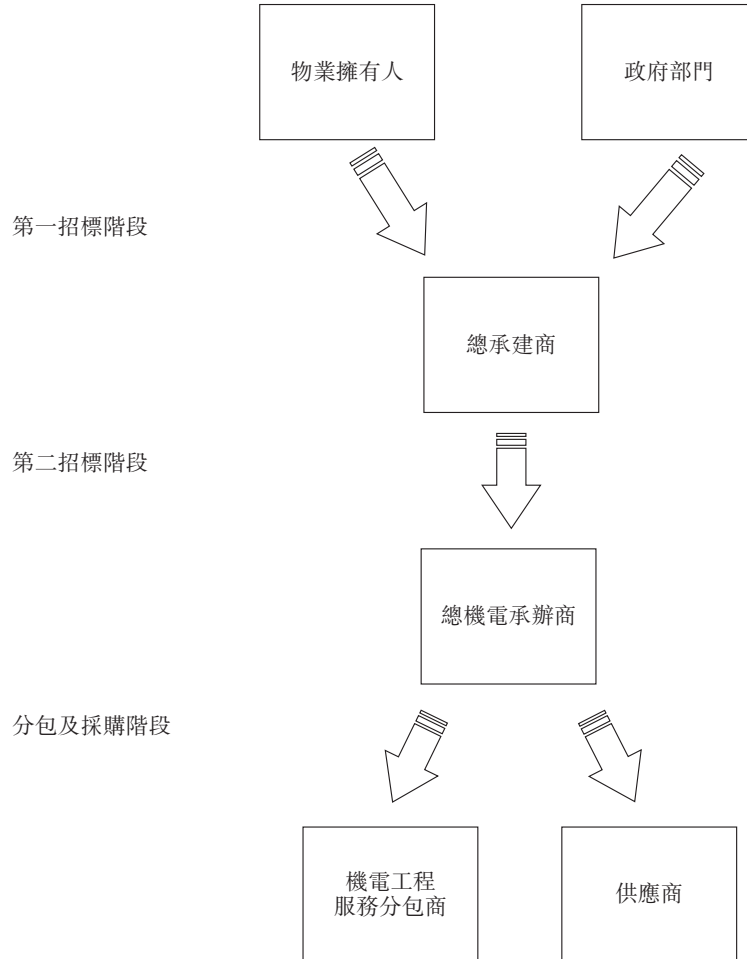 物業擁有人
政府部門
第一招標階段
總承建商
第二招標階段
總機電承辦商
分包及採購階段
機電工程
服務分包商
供應商